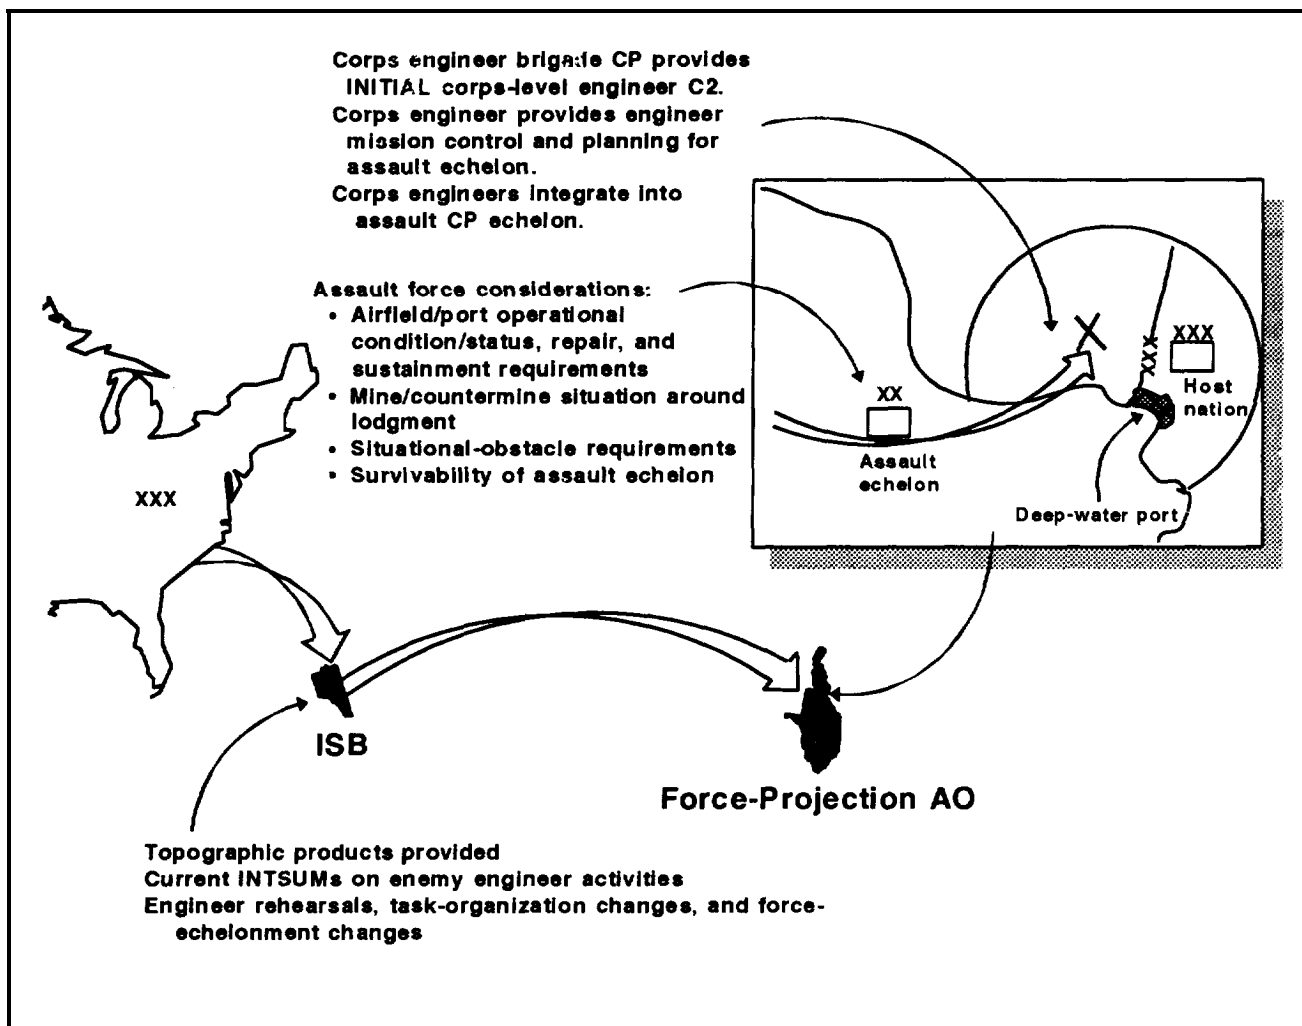 Corps engineer brigade CP provides
INITIAL corps-level engineer C2.
Corps engineer provides engineer
mission control and planning for
assault echelon.
Corps engineers integrate into
assault CP echelon.
Assault force considerations:
• Airfield/port operational
condition/status, repair, and
sustainment requirements
• Mine/countermine situation around
lodgment
• Situational-obstacle requirements
• Survivability of assault echelon
XXX
XX
Assault
echelon
X
XXX
XXX
Host
nation
Deep-water port
ISB
Force-Projection AO
Topographic products provided
Current INTSUMs on enemy engineer activities
Engineer rehearsals, task-organization changes, and force-
echelonment changes